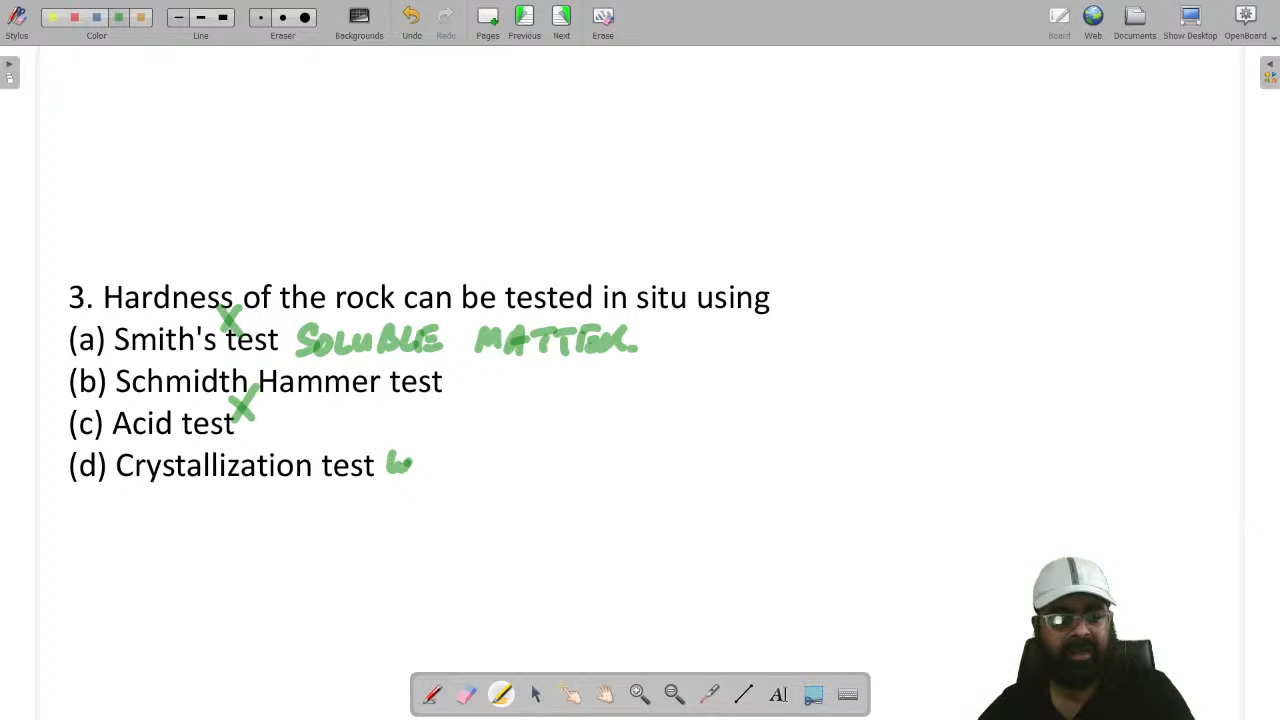 Stylus
Color
Line
Eraser
Backgrounds
Undo
Redo
Pages
Previous
Next
Erase
Board
Web
Documents
Show Desktop
OpenBoard
3. Hardness of the rock can be tested in situ using
(a) Smith's test SOLUBLE MATTER.
(b) Schmidth Hammer test
(c) Acid test
(d) Crystallization test
AI